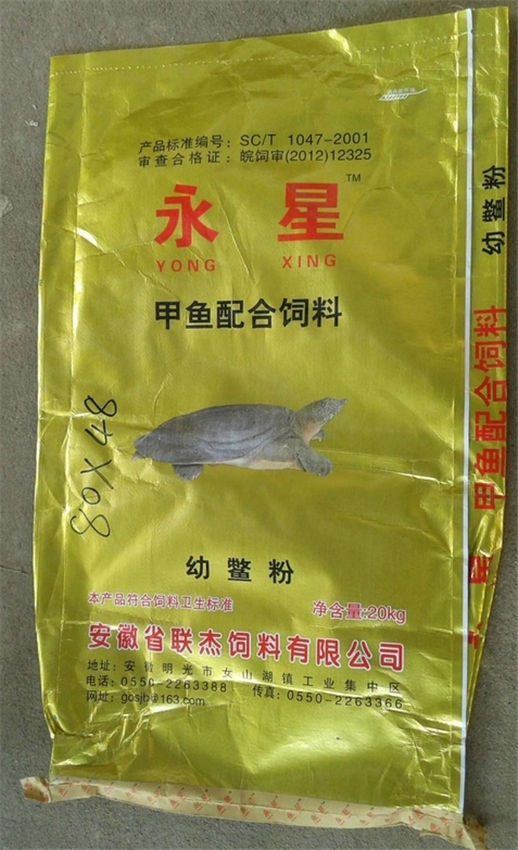 产品标准编号：SC/T 1047-2001
审查合格证：皖饲审(2012)12325
永星™
YONG XING
甲鱼配合饲料
80X48
幼鳖粉
本产品符合饲料卫生标准 净含量:20kg
安徽省联杰饲料有限公司
地址：安徽明光市女山湖镇工业集中区
电话：0550-2263388 传真：0550-2263366
网址：gosjb@163.com
幼鳖粉
甲鱼配合饲料
星